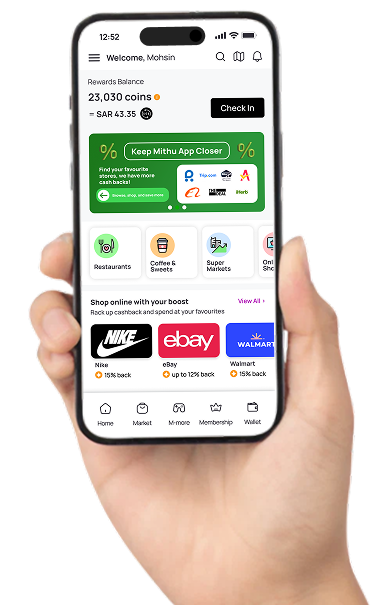 12:52
Welcome, Mohsin
Rewards Balance
23,030 coins
= SAR 43.35
Check In
Keep Mithu App Closer
Find your favourite
stores, we have more
cash backs!
Browse, shop, and save more
Trip.com
iHerb
Restaurants
Coffee &
Sweets
Super
Markets
Onl
Sho
Shop online with your boost
View All
Rack up cashback and spend at your favourites
NIKE
ebay
WALMART
Nike
eBay
Walmart
15% back
up to 12% back
15% back
Home
Market
M-more
Membership
Wallet